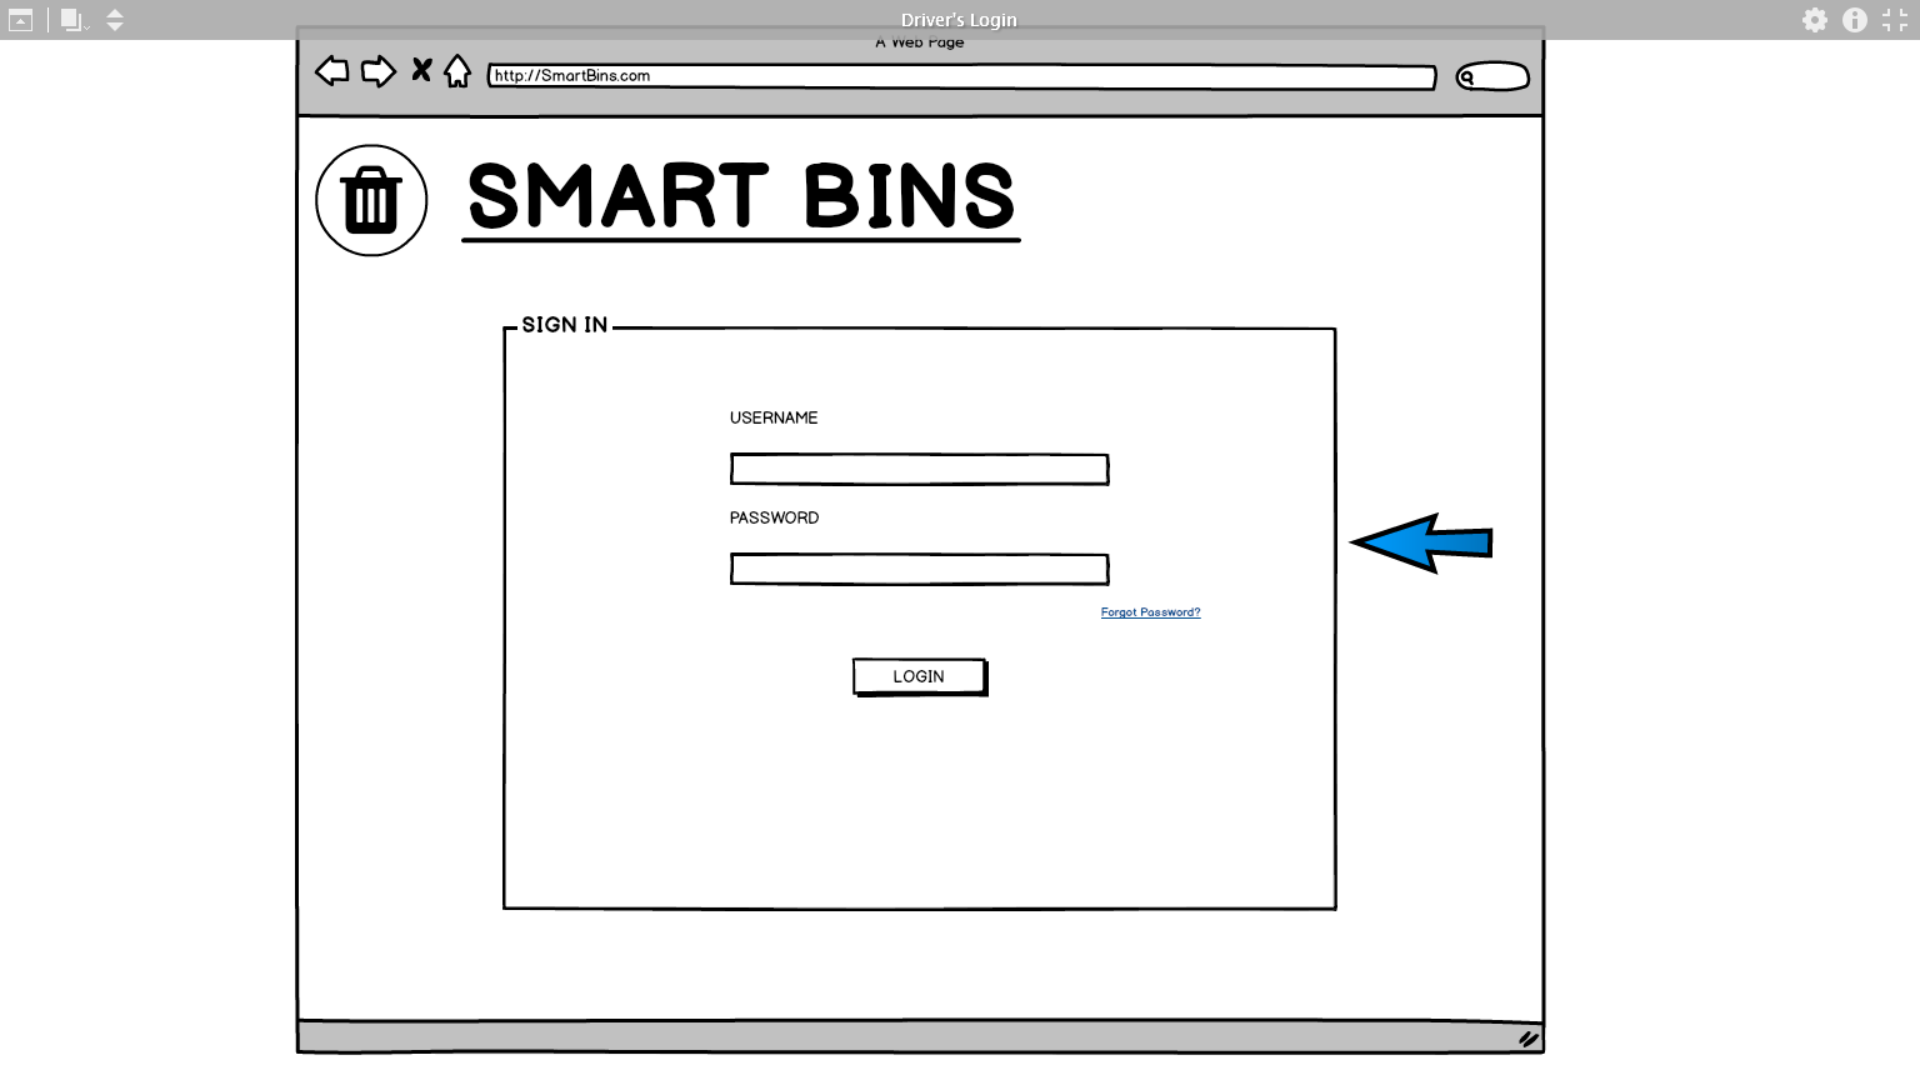 Driver's Login
A Web Page
http://SmartBins.com
SMART BINS
SIGN IN
USERNAME
PASSWORD
Forgot Password?
LOGIN